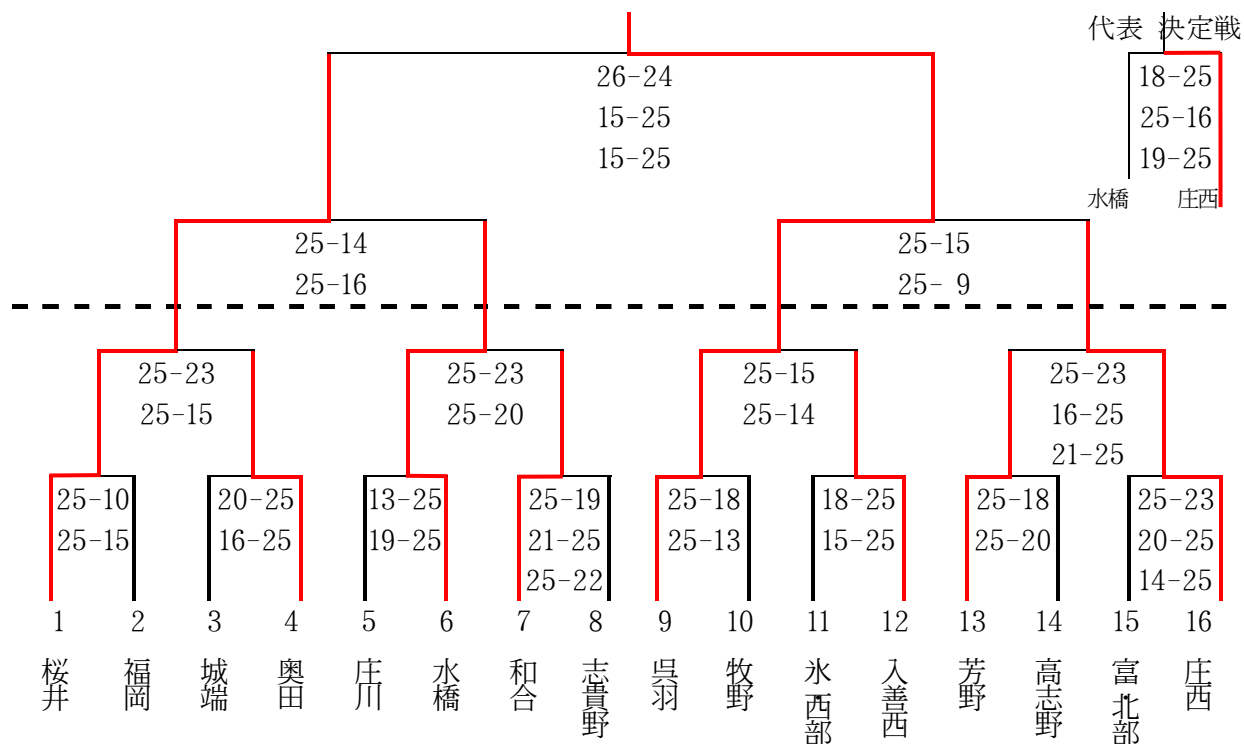 代表 決定戦
26-24
15-25
15-25
18-25
25-16
19-25
水橋 庄西
25-14
25-16
25-15
25- 9
25-23
25-15
25-23
25-20
25-15
25-14
25-23
16-25
21-25
25-10
25-15
20-25
16-25
13-25
19-25
25-19
21-25
25-22
25-18
25-13
18-25
15-25
25-18
25-20
25-23
20-25
14-25
1 2 3 4 5 6 7 8 9 10 11 12 13 14 15 16
桜井
福岡
城端
奥田
庄川
水橋
和合
志貴野
呉羽
牧野
氷・西部
入善西
芳野
高志野
富・北部
庄西